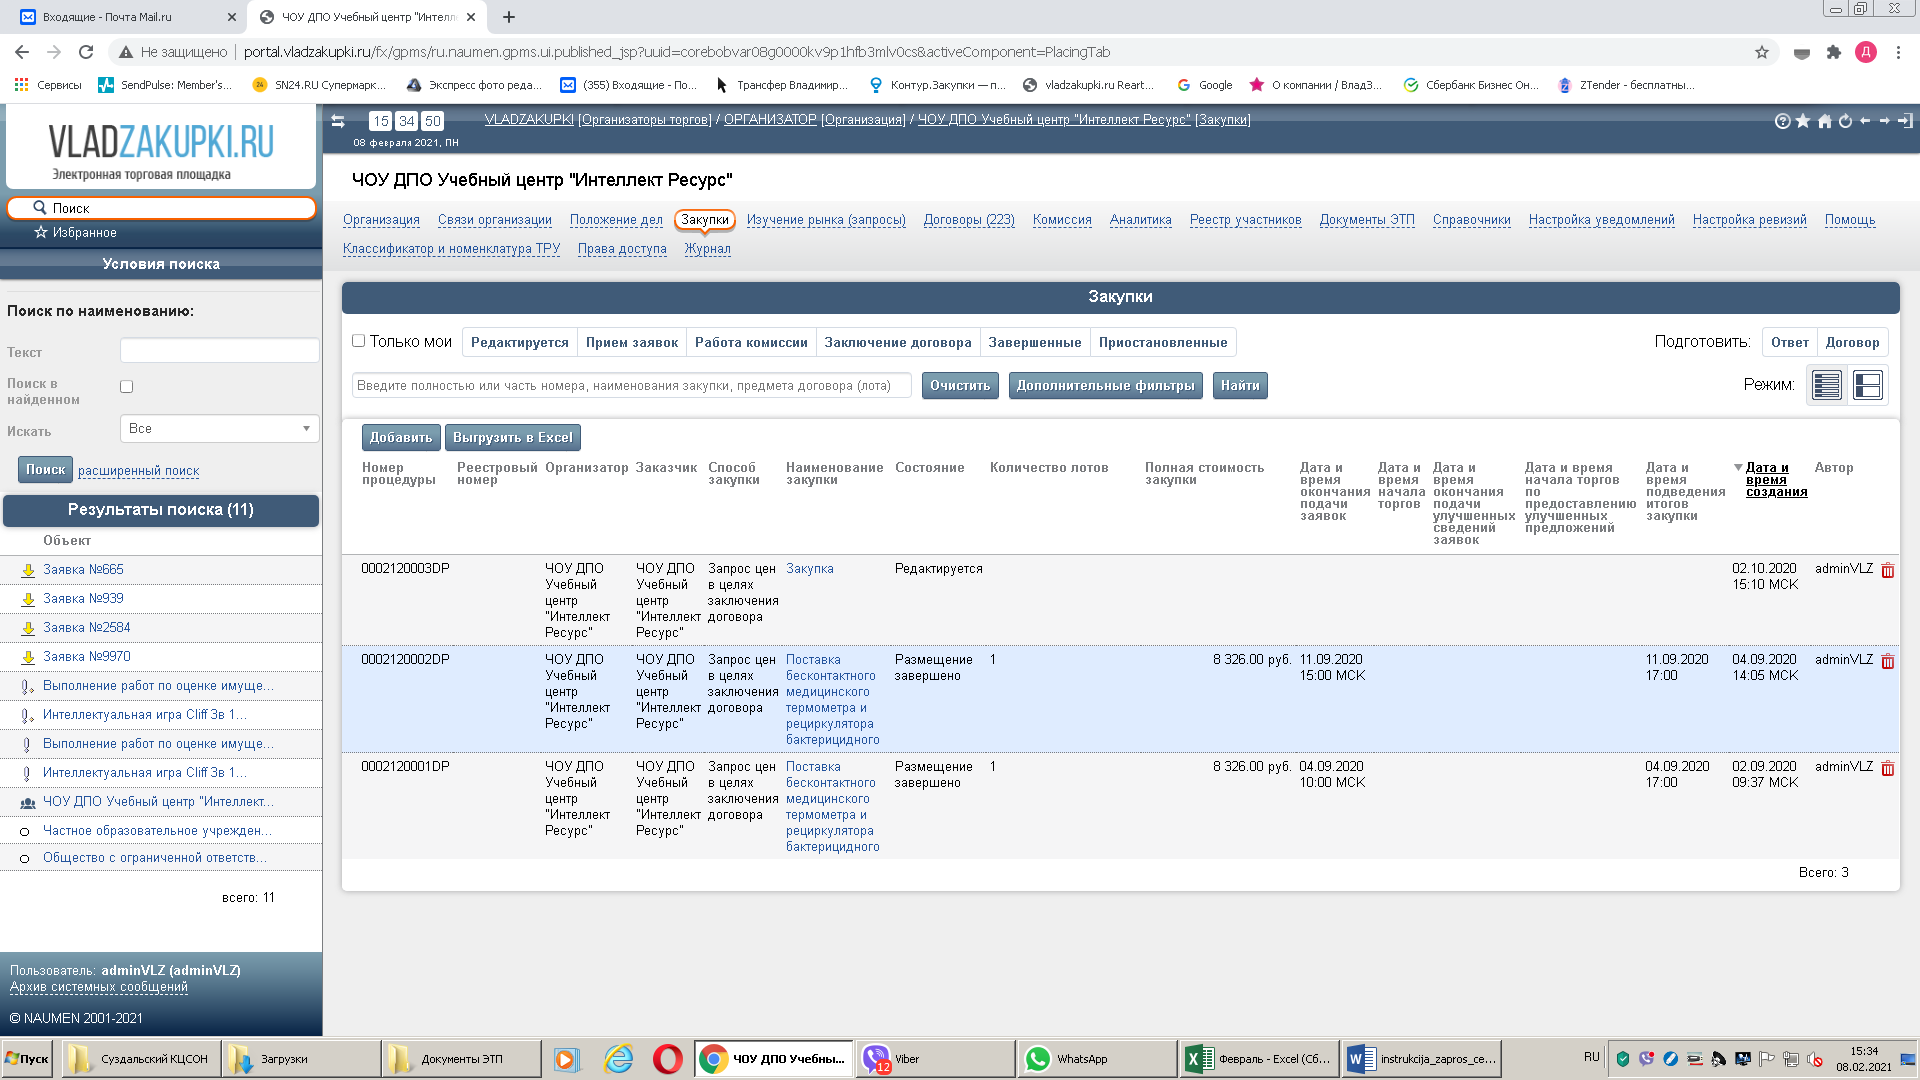 Входящие - Почта Mail.ru
ЧОУ ДПО Учебный центр "Интелл
Не защищено | portal.vladzakupki.ru/fx/gpms/ru.naumen.gpms.ui.published_jsp?uuid=corebobvar08g0000kv9p1hfb3mlv0cs&activeComponent=PlacingTab
Д
Сервисы
SendPulse: Member's...
SN24.RU Супермарк...
Экспресс фото реда...
(355) Входящие - По...
Трансфер Владимир...
Контур.Закупки — п...
vladzakupki.ru Reart...
Google
О компании / ВладЗ...
Сбербанк Бизнес Он...
ZTender - бесплатны...
VLADZAKUPKI.RU
Электронная торговая площадка
15 34 50
08 февраля 2021, ПН
VLADZAKUPKI [Организаторы торгов] / ОРГАНИЗАТОР [Организация] / ЧОУ ДПО Учебный центр "Интеллект Ресурс" [Закупки]
Поиск
Избранное
Условия поиска
Поиск по наименованию:
Текст
Поиск в найденном
Искать
Все
Поиск расширенный поиск
Результаты поиска (11)
Объект
Заявка №665
Заявка №939
Заявка №2584
Заявка №9970
Выполнение работ по оценке имуще...
Интеллектуальная игра Cliff Зв 1...
Выполнение работ по оценке имуще...
Интеллектуальная игра Cliff Зв 1...
ЧОУ ДПО Учебный центр "Интеллект...
Частное образовательное учрежден...
Общество с ограниченной ответств...
всего: 11
Пользователь: adminVLZ (adminVLZ)
Архив системных сообщений
© NAUMEN 2001-2021
ЧОУ ДПО Учебный центр "Интеллект Ресурс"
Организация Связи организации Положение дел Закупки Изучение рынка (запросы) Договоры (223) Комиссия Аналитика Реестр участников Документы ЭТП Справочники Настройка уведомлений Настройка ревизий Помощь
Классификатор и номенклатура ТРУ Права доступа Журнал
Закупки
Только мои Редактируется Прием заявок Работа комиссии Заключение договора Завершенные Приостановленные
Подготовить: Ответ Договор
Введите полностью или часть номера, наименования закупки, предмета договора (лота) Очистить Дополнительные фильтры Найти
Режим:
Добавить Выгрузить в Excel
Номер процедуры
Реестровый номер
Организатор
Заказчик
Способ закупки
Наименование закупки
Состояние
Количество лотов
Полная стоимость закупки
Дата и время окончания подачи заявок
Дата и время начала торгов
Дата и время окончания подачи улучшенных сведений заявок
Дата и время начала торгов по предоставлению улучшенных предложений
Дата и время подведения итогов закупки
Дата и время создания
Автор
0002120003DP ЧОУ ДПО Учебный центр "Интеллект Ресурс" ЧОУ ДПО Учебный центр "Интеллект Ресурс" Запрос цен в целях заключения договора Закупка Редактируется 02.10.2020 15:10 МСК adminVLZ
0002120002DP ЧОУ ДПО Учебный центр "Интеллект Ресурс" ЧОУ ДПО Учебный центр "Интеллект Ресурс" Запрос цен в целях заключения договора Поставка бесконтактного медицинского термометра и рециркулятора бактерицидного Размещение завершено 1 8 326.00 руб. 11.09.2020 15:00 МСК 11.09.2020 17:00 04.09.2020 14:05 МСК adminVLZ
0002120001DP ЧОУ ДПО Учебный центр "Интеллект Ресурс" ЧОУ ДПО Учебный центр "Интеллект Ресурс" Запрос цен в целях заключения договора Поставка бесконтактного медицинского термометра и рециркулятора бактерицидного Размещение завершено 1 8 326.00 руб. 04.09.2020 10:00 МСК 04.09.2020 17:00 02.09.2020 09:37 МСК adminVLZ
Всего: 3
Пуск
Суздальский КЦСОН
Загрузки
Документы ЭТП
ЧОУ ДПО Учебны...
12
Viber
WhatsApp
Февраль - Excel (Сб...
instrukcija_zapros_ce...
RU
15:34
08.02.2021